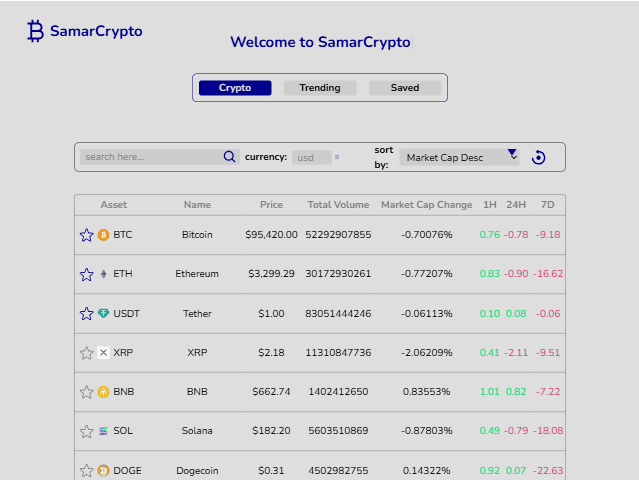 SamarCrypto
Welcome to SamarCrypto
Crypto Trending Saved
search here... currency: usd sort by: Market Cap Desc
Asset Name Price Total Volume Market Cap Change 1H 24H 7D
BTC Bitcoin $95,420.00 52292907855 -0.70076% 0.76 -0.78 -9.18
ETH Ethereum $3,299.29 30172930261 -0.77207% 0.83 -0.90 -16.62
USDT Tether $1.00 83051444246 -0.06113% 0.10 0.08 -0.06
XRP XRP $2.18 11310847736 -2.06209% 0.41 -2.11 -9.51
BNB BNB $662.74 1402412650 0.83553% 1.01 0.82 -7.22
SOL Solana $182.20 5603510869 -0.87803% 0.49 -0.79 -18.08
DOGE Dogecoin $0.31 4502982755 0.14322% 0.92 0.07 -22.63